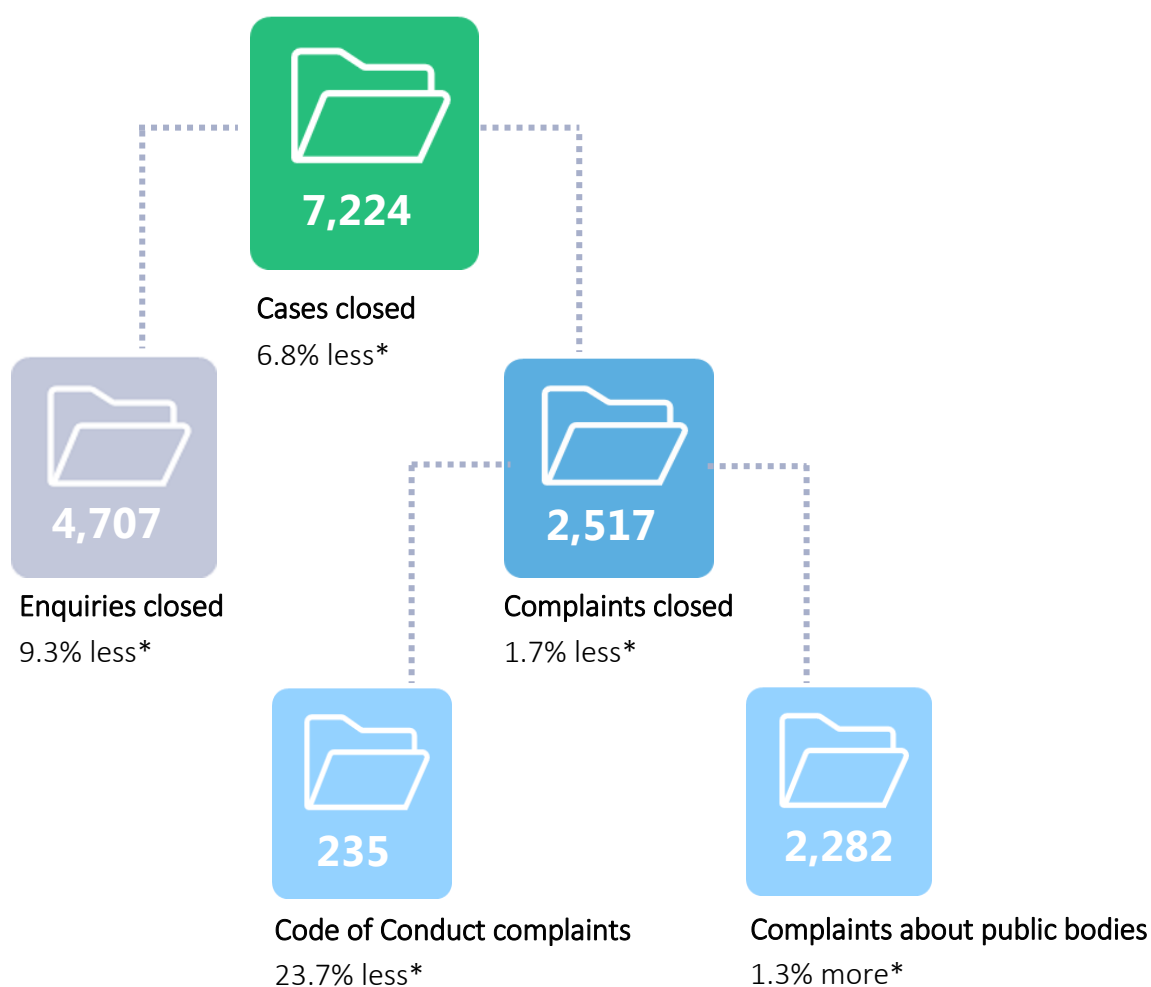 7,224
Cases closed
6.8% less*
4,707
Enquiries closed
9.3% less*
2,517
Complaints closed
1.7% less*
235
Code of Conduct complaints
23.7% less*
2,282
Complaints about public bodies
1.3% more*